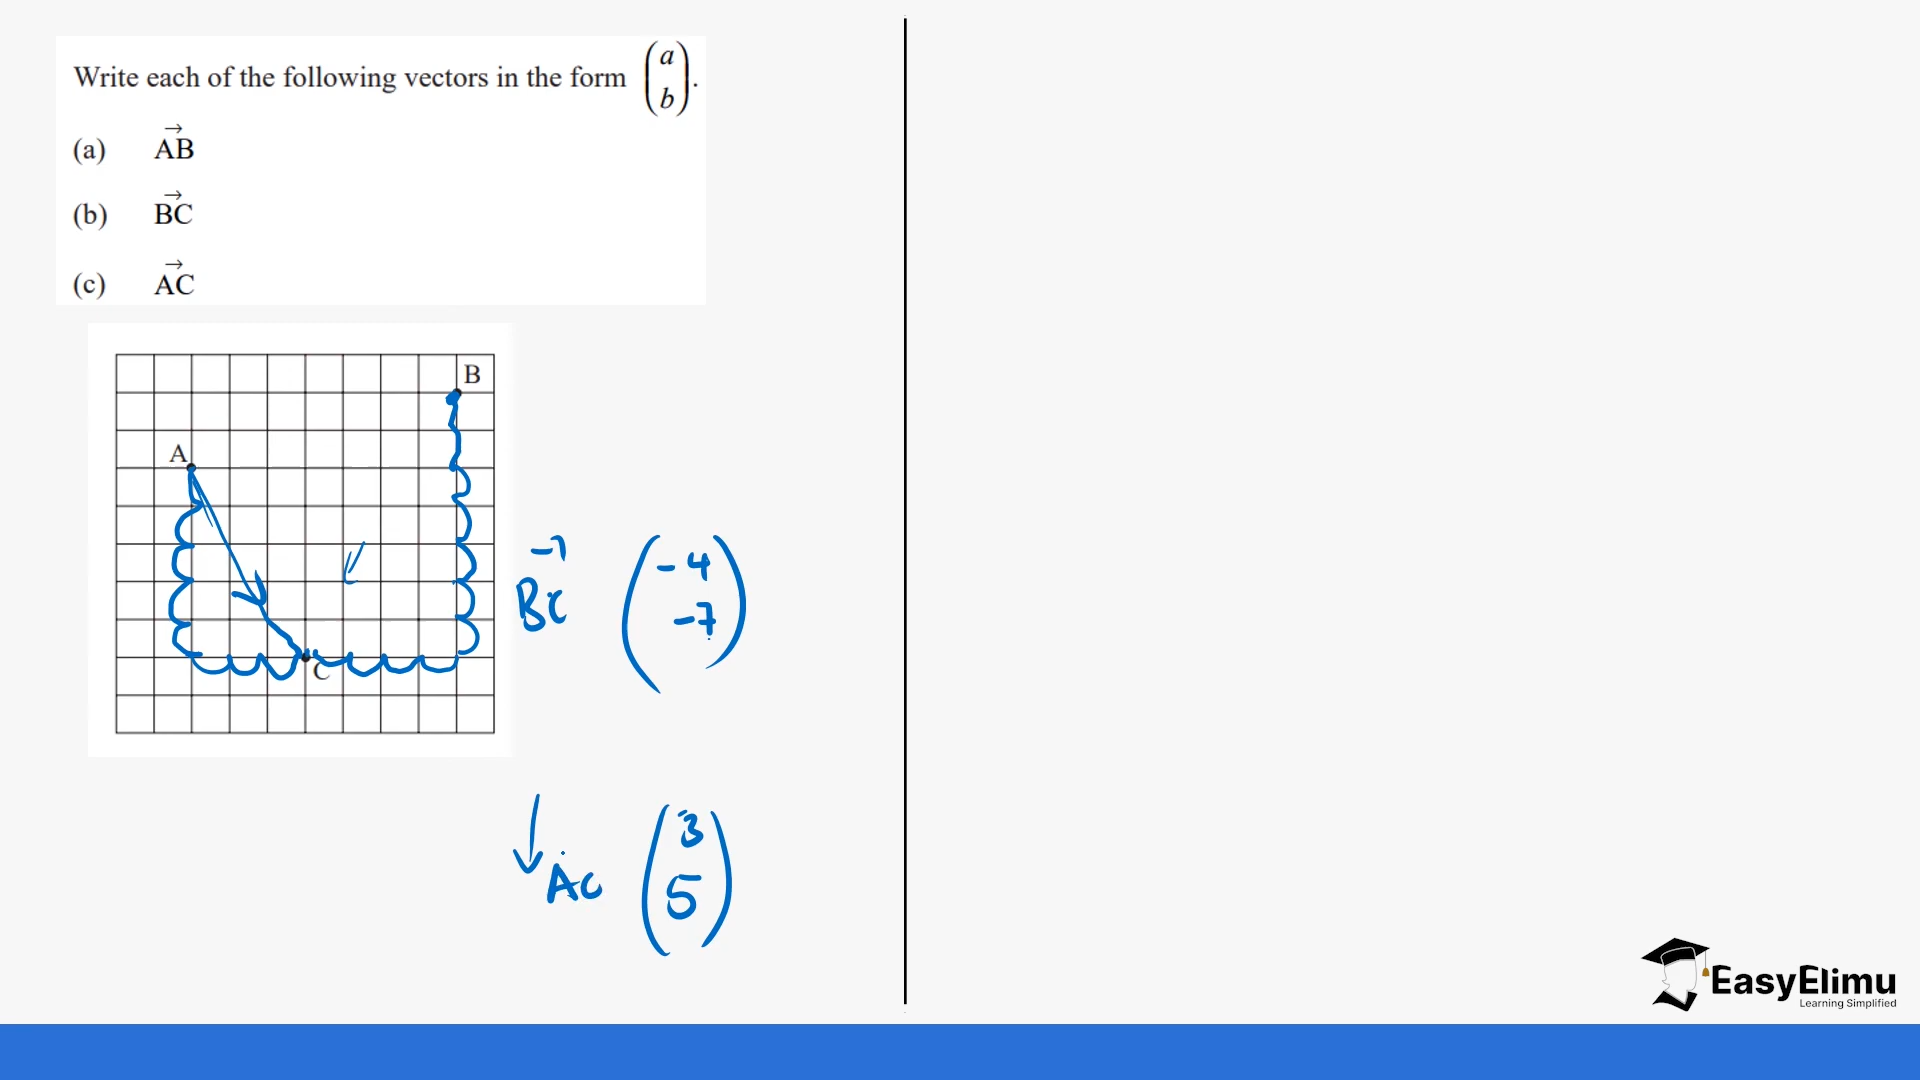 Write each of the following vectors in the form (a
b).
(a) AB
(b) BC
(c) AC
B
A
C
BC (-4
-7)
AC (3
5)
EasyElimu
Learning Simplified